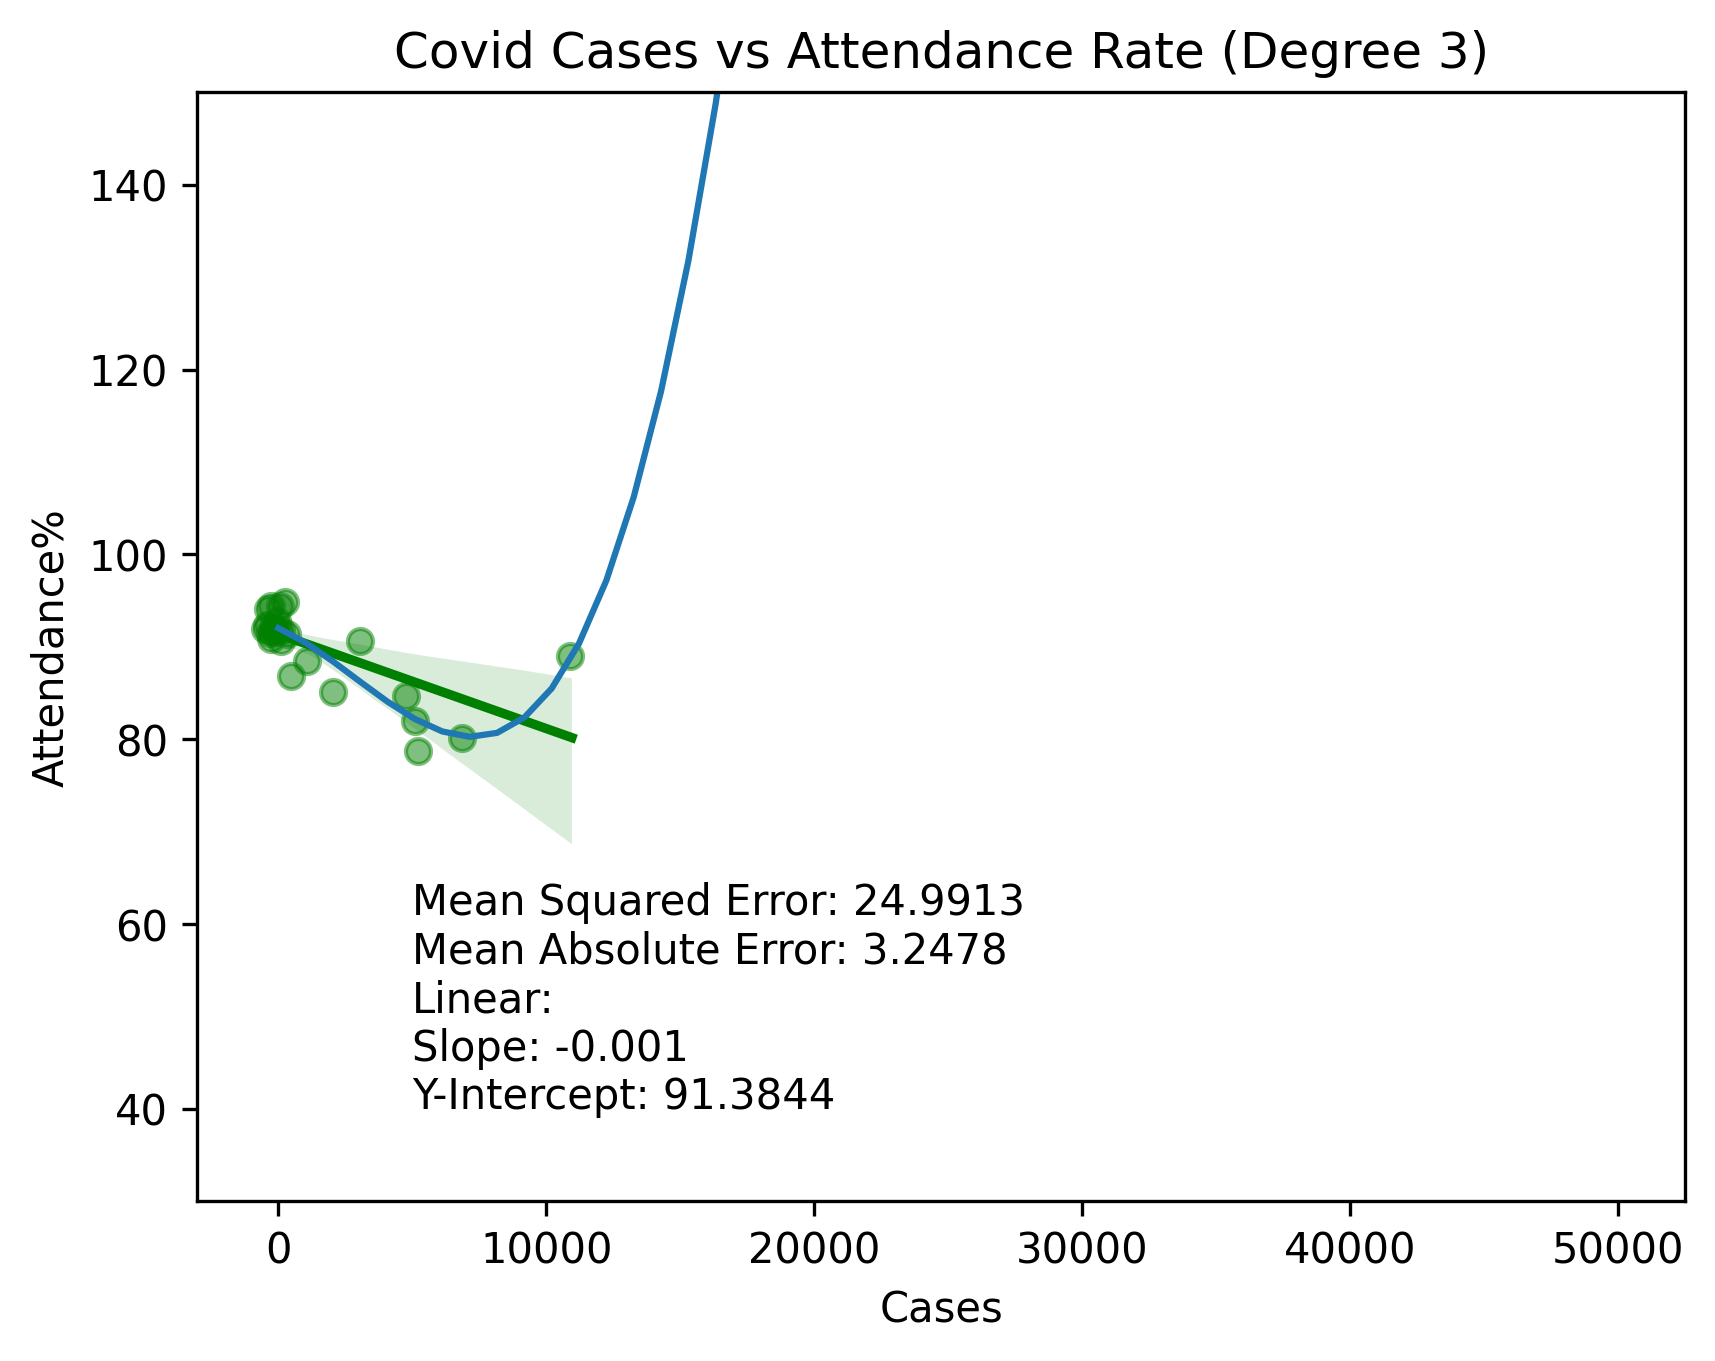 Covid Cases vs Attendance Rate (Degree 3)
140
120
100
80
60
40
Attendance%
Mean Squared Error: 24.9913
Mean Absolute Error: 3.2478
Linear:
Slope: -0.001
Y-Intercept: 91.3844
0 10000 20000 30000 40000 50000
Cases